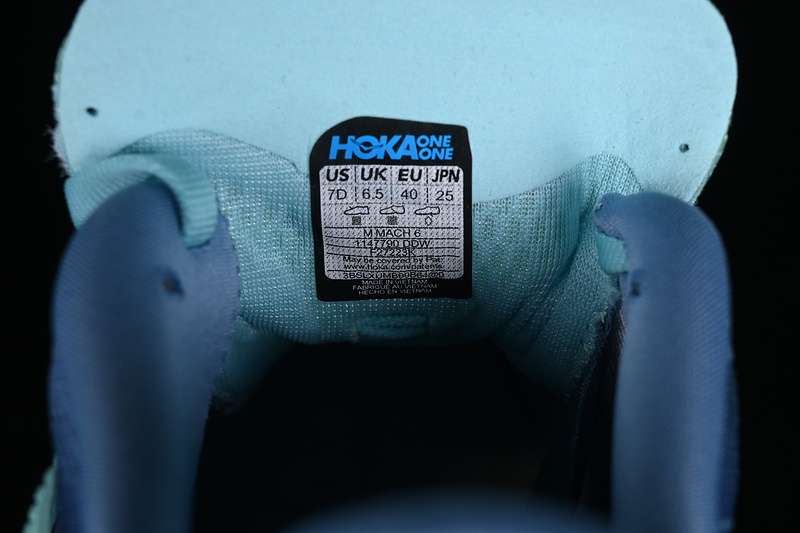 HOKA ONE ONE
US UK EU JPN
7D 6.5 40 25
M MACH 6
1147790 DDW
F27223K
May be covered by Pat.
www.hoka.com/patents
MADE IN VIETNAM
FABRIQUÉ AU VIETNAM
HECHO EN VIETNAM